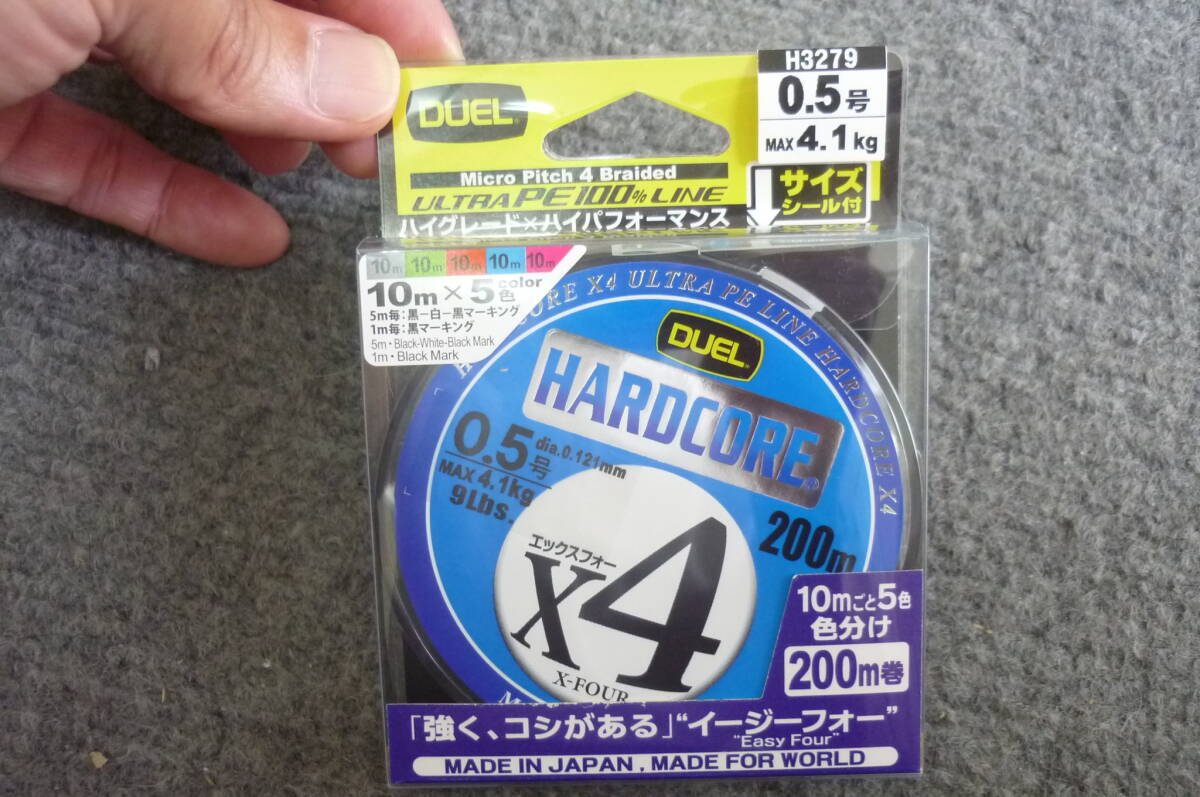 DUEL
H3279
0.5号
MAX 4.1kg
Micro Pitch 4 Braided
ULTRA PE100% LINE
サイズ
シール付
ハイグレード×ハイパフォーマンス
10m 10m 10m 10m 10m
10m × 5 color 色
5m毎:黒-白-黒マーキング
1m毎:黒マーキング
5m・Black-White-Black Mark
1m・Black Mark
CORE X4 ULTRA PE LINE HARDCORE X4
DUEL
HARDCORE®
0.5号 dia.0.121mm
MAX 4.1kg
9Lbs.
200m
エックスフォー
X4
X-FOUR
10mごと5色
色分け
200m巻
「強く、コシがある」“イージーフォー”
"Easy Four"
MADE IN JAPAN, MADE FOR WORLD